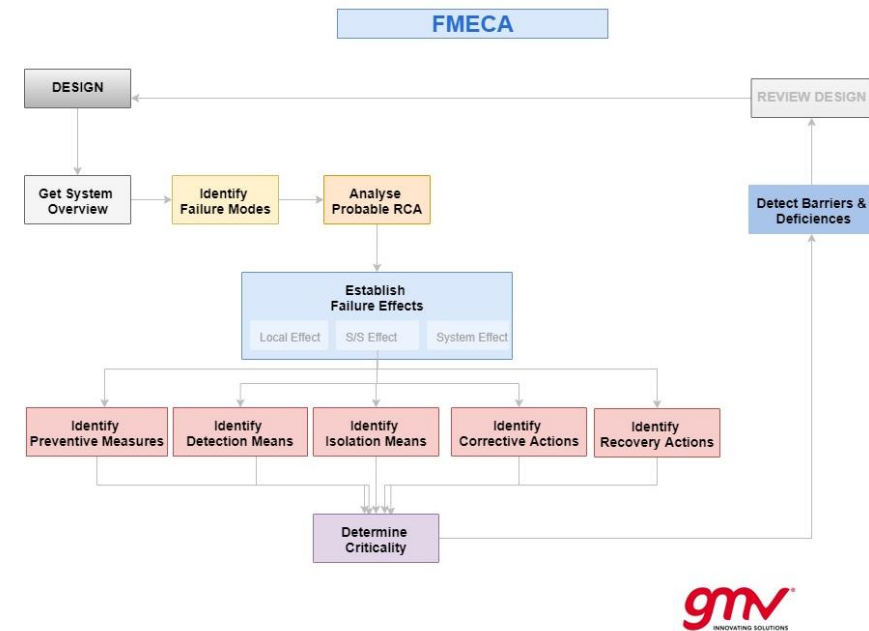 FMECA
DESIGN
REVIEW DESIGN
Get System
Overview
Identify
Failure Modes
Analyse
Probable RCA
Detect Barriers &
Deficiences
Establish
Failure Effects
Local Effect
S/S Effect
System Effect
Identify
Preventive Measures
Identify
Detection Means
Identify
Isolation Means
Identify
Corrective Actions
Identify
Recovery Actions
Determine
Criticality
gmv®
INNOVATING SOLUTIONS